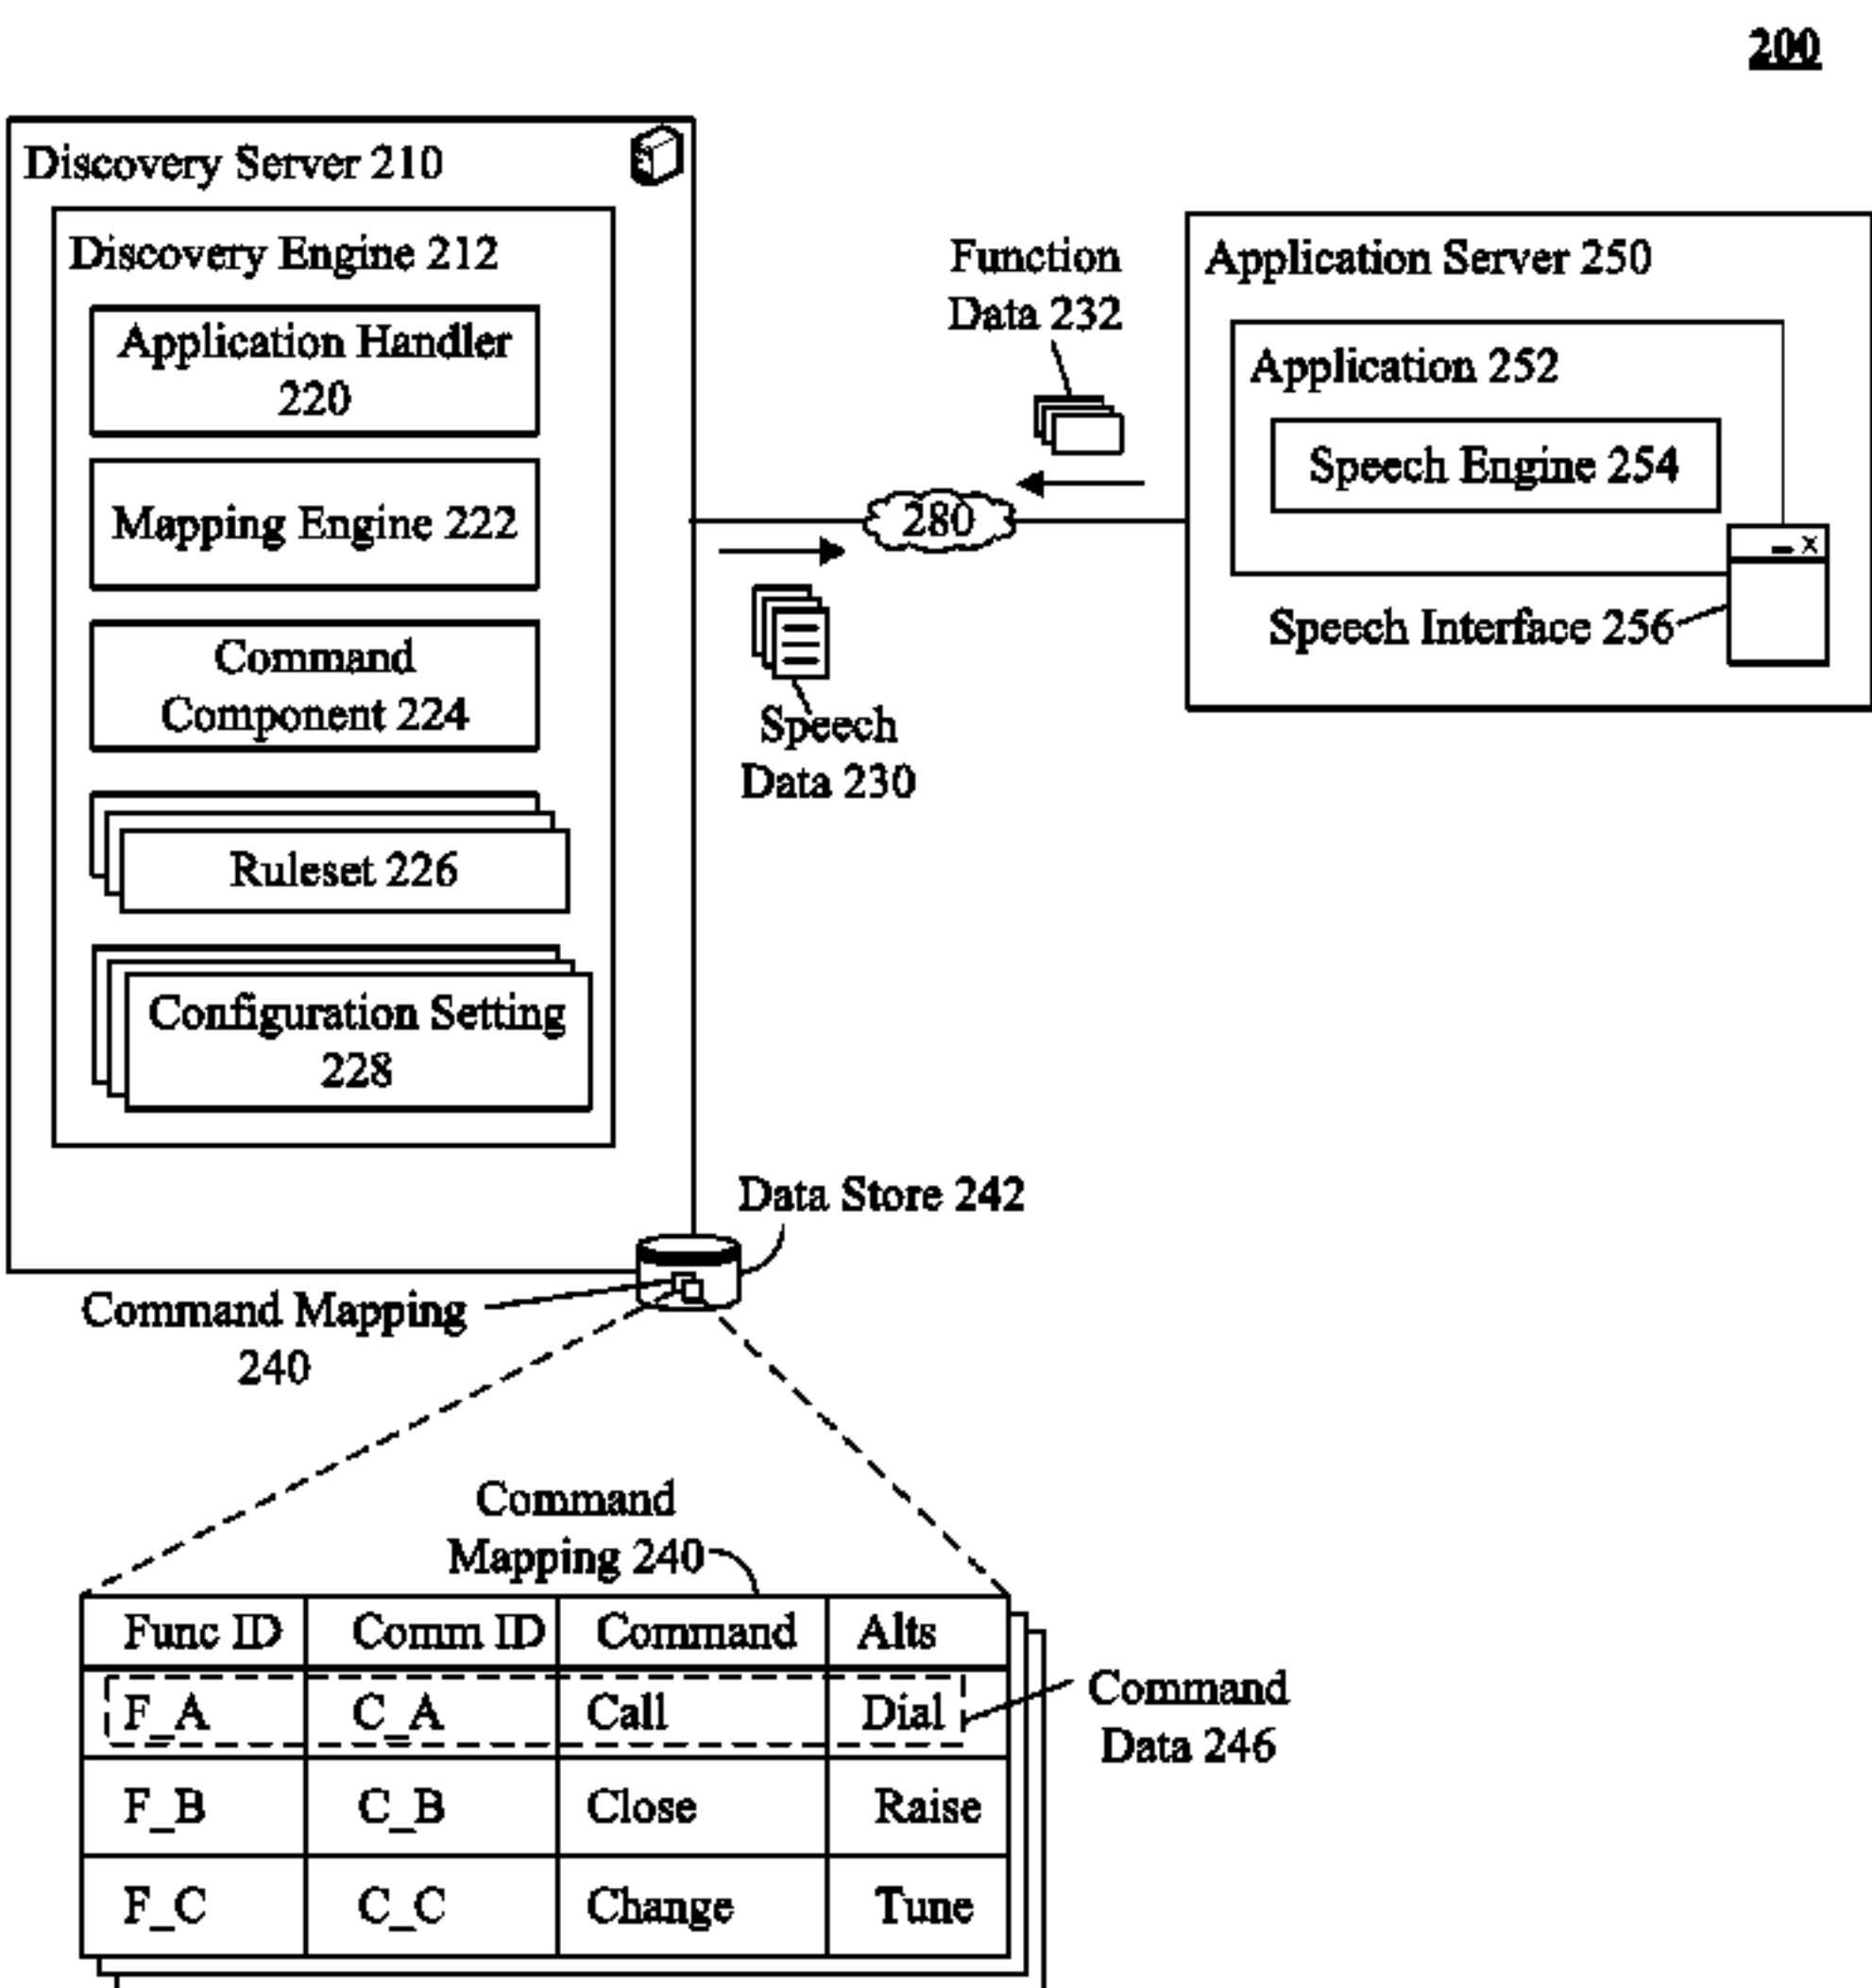 200
Discovery Server 210
Discovery Engine 212
Application Handler
220
Mapping Engine 222
Command
Component 224
Ruleset 226
Configuration Setting
228
Function
Data 232
280
Speech
Data 230
Application Server 250
Application 252
Speech Engine 254
Speech Interface 256
Data Store 242
Command Mapping
240
Command
Mapping 240
Func ID Comm ID Command Alts
F_A C_A Call Dial
F_B C_B Close Raise
F_C C_C Change Tune
Command
Data 246